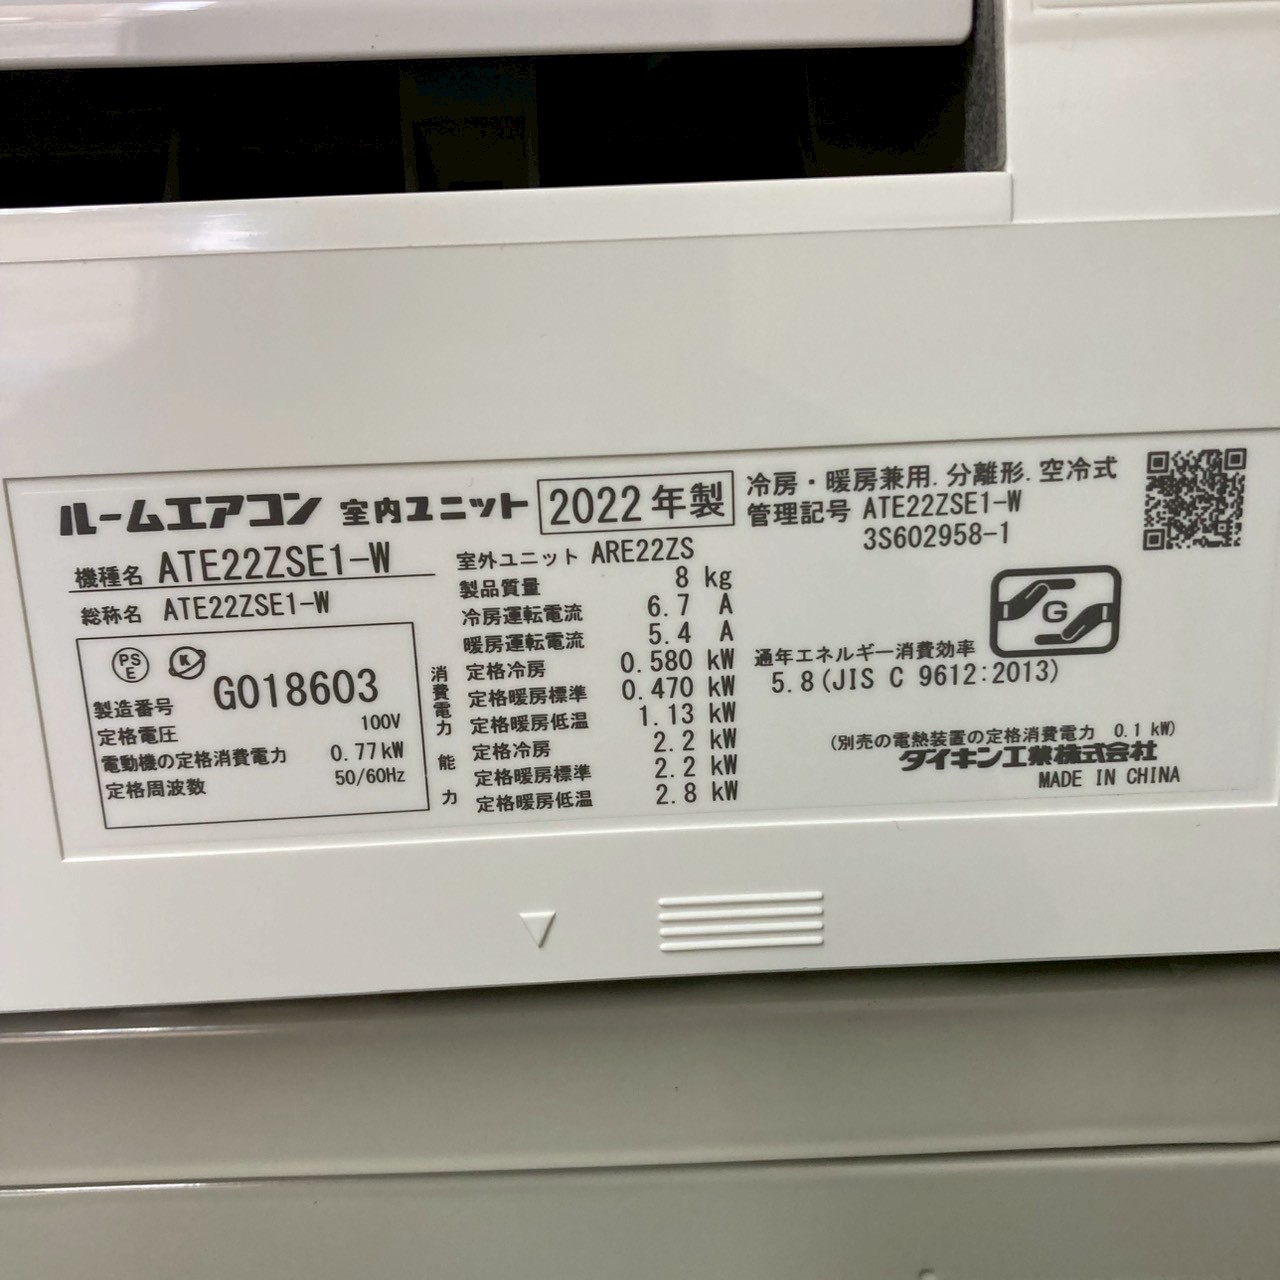 ルームエアコン 室内ユニット 2022年製
機種名 ATE22ZSE1-W
総称名 ATE22ZSE1-W
PS
E
K
製造番号 G018603
定格電圧 100V
電動機の定格消費電力 0.77kW
定格周波数 50/60Hz
室外ユニット ARE22ZS
製品質量 8 kg
冷房運転電流 6.7 A
暖房運転電流 5.4 A
消費電力
定格冷房 0.580 kW
定格暖房標準 0.470 kW
定格暖房低温 1.13 kW
能力
定格冷房 2.2 kW
定格暖房標準 2.2 kW
定格暖房低温 2.8 kW
冷房・暖房兼用.分離形.空冷式
管理記号 ATE22ZSE1-W
3S602958-1
G
通年エネルギー消費効率
5.8(JIS C 9612:2013)
(別売の電熱装置の定格消費電力 0.1 kW)
ダイキン工業株式会社
MADE IN CHINA